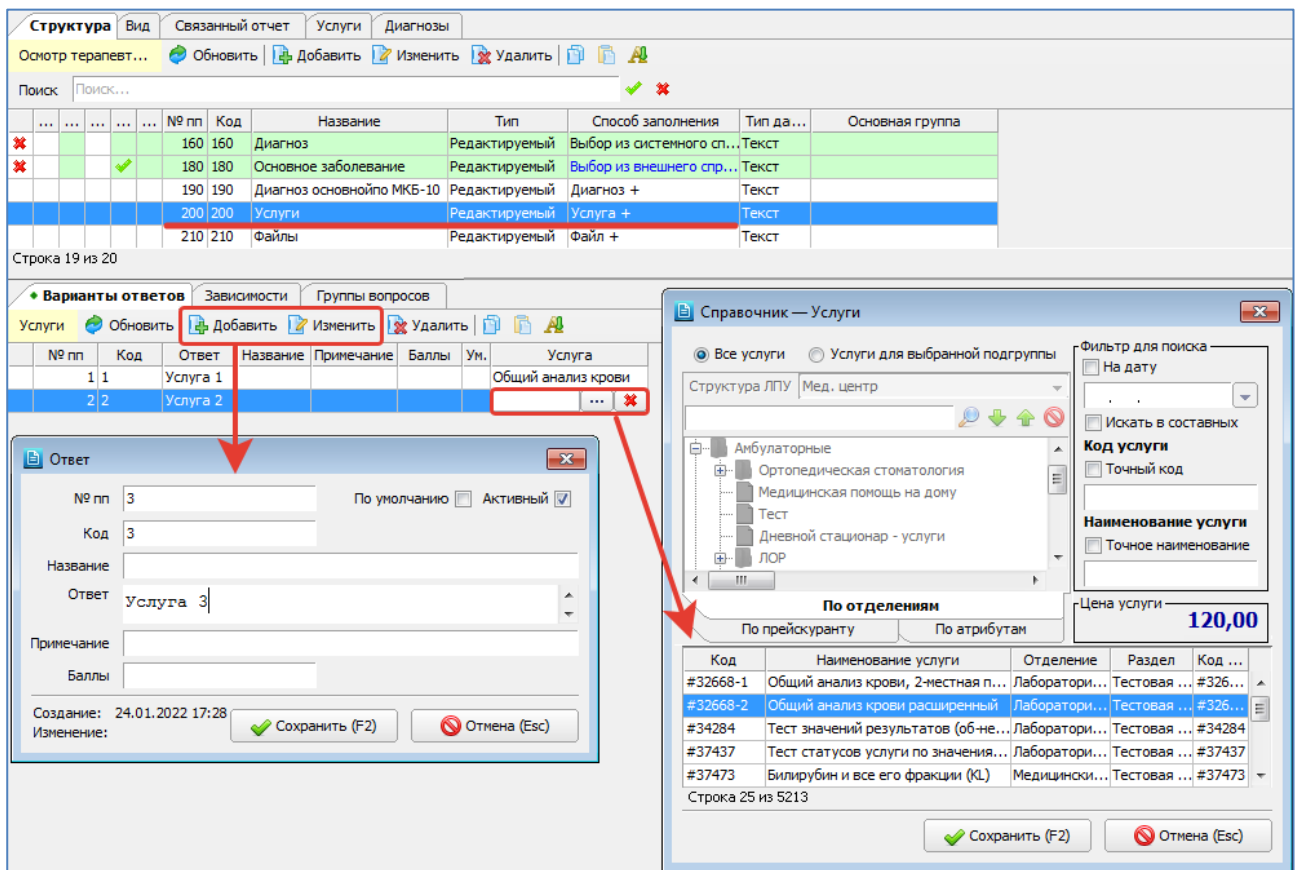 Структура Вид Связанный отчет Услуги Диагнозы
Осмотр терапевт... Обновить Добавить Изменить Удалить
Поиск Поиск...
... ... ... ... ... № пп Код Название Тип Способ заполнения Тип да... Основная группа
160 160 Диагноз Редактируемый Выбор из системного сп... Текст
180 180 Основное заболевание Редактируемый Выбор из внешнего спр... Текст
190 190 Диагноз основнойпо МКБ-10 Редактируемый Диагноз + Текст
200 200 Услуги Редактируемый Услуга + Текст
210 210 Файлы Редактируемый Файл + Текст
Строка 19 из 20
Варианты ответов Зависимости Группы вопросов
Услуги Обновить Добавить Изменить Удалить
№ пп Код Ответ Название Примечание Баллы Ум. Услуга
1 1 Услуга 1 Общий анализ крови
2 2 Услуга 2 ...
Ответ
№ пп 3 По умолчанию Активный
Код 3
Название
Ответ Услуга 3
Примечание
Баллы
Создание: 24.01.2022 17:28
Изменение:
Сохранить (F2) Отмена (Esc)
Справочник — Услуги
Все услуги Услуги для выбранной подгруппы
Структура ЛПУ Мед. центр
Амбулаторные
Ортопедическая стоматология
Медицинская помощь на дому
Тест
Дневной стационар - услуги
ЛОР
Фильтр для поиска
На дату
. .
Искать в составных
Код услуги
Точный код
Наименование услуги
Точное наименование
По отделениям
По прейскуранту По атрибутам
Цена услуги
120,00
Код Наименование услуги Отделение Раздел Код ...
#32668-1 Общий анализ крови, 2-местная п... Лаборатори... Тестовая ... #326...
#32668-2 Общий анализ крови расширенный Лаборатори... Тестовая ... #326...
#34284 Тест значений результатов (об-не... Лаборатори... Тестовая ... #34284
#37437 Тест статусов услуги по значения... Лаборатори... Тестовая ... #37437
#37473 Билирубин и все его фракции (KL) Медицински... Тестовая ... #37473
Строка 25 из 5213
Сохранить (F2) Отмена (Esc)